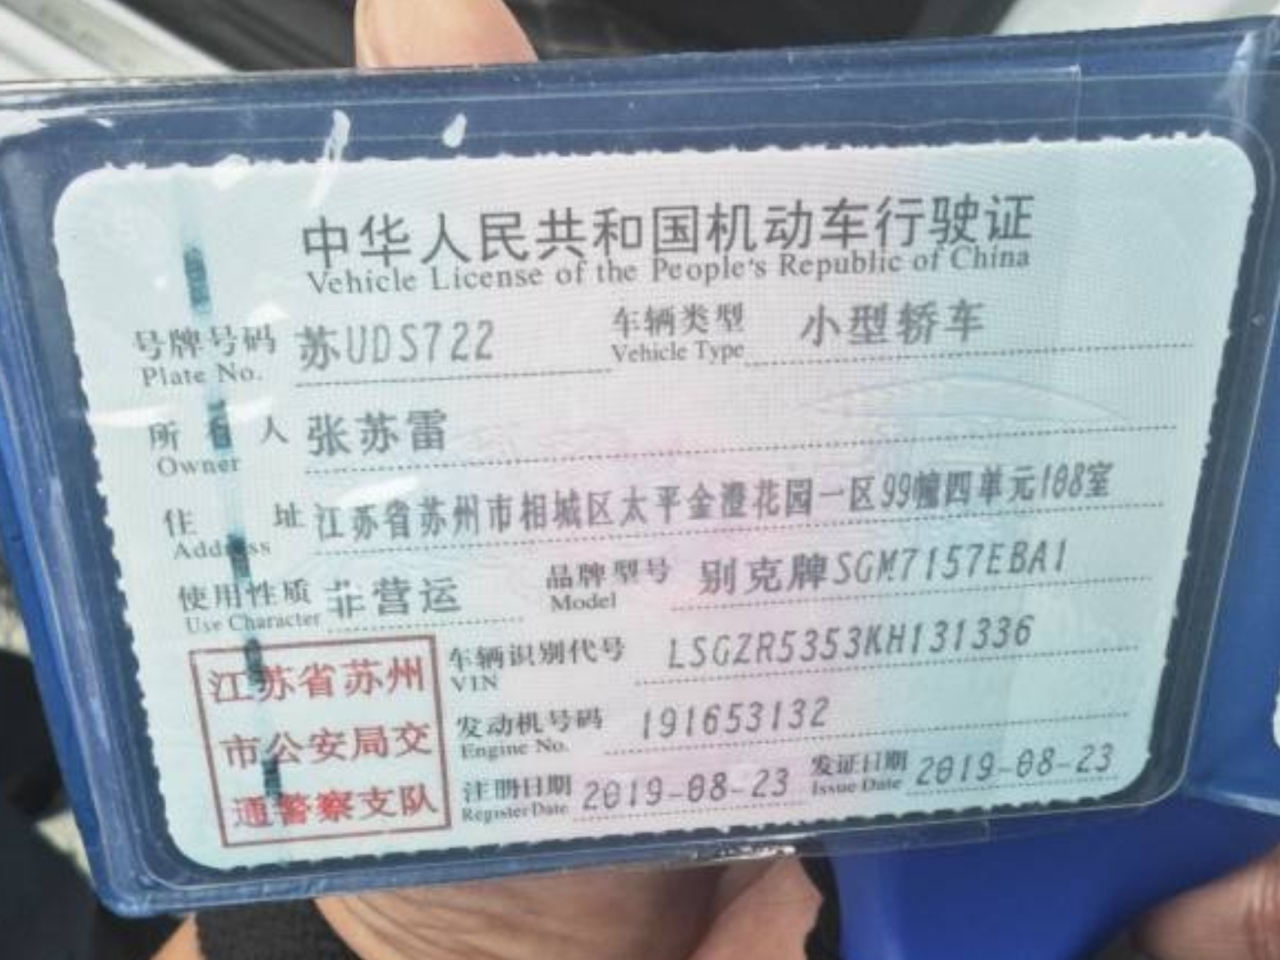 中华人民共和国机动车行驶证
Vehicle License of the People's Republic of China
号牌号码 苏UDS722 车辆类型 小型轿车
Plate No. Vehicle Type
所有人 张苏雷
Owner
住址 江苏省苏州市相城区太平金澄花园一区99幢四单元108室
Address
使用性质 非营运 品牌型号 别克牌SGM7157EBA1
Use Character Model
车辆识别代号 LSGZR5353KH131336
VIN
发动机号码 191653132
Engine No.
注册日期 2019-08-23 发证日期 2019-08-23
Register Date Issue Date
江苏省苏州
市公安局交
通警察支队